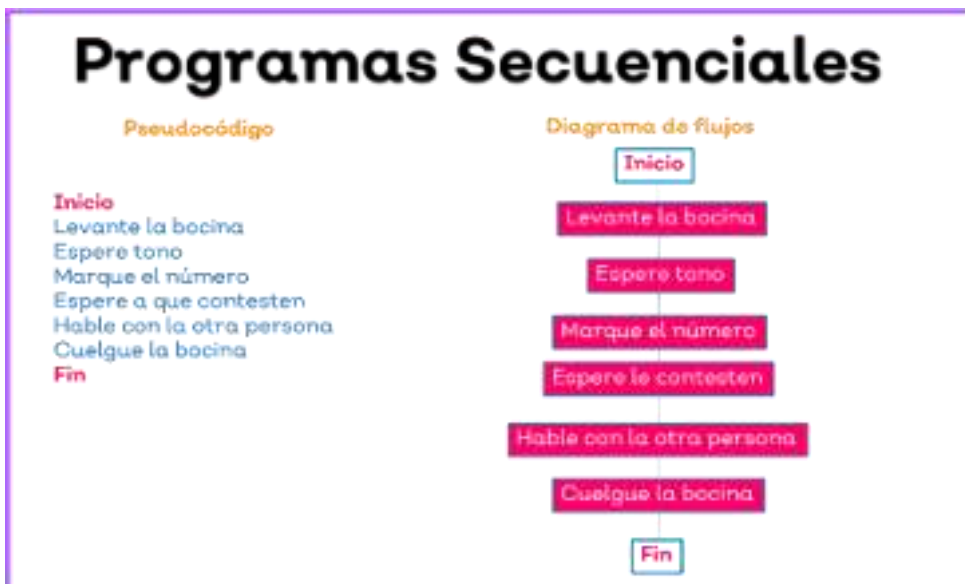 Programas Secuenciales
Pseudocódigo
Inicio
Levante la bocina
Espere tono
Marque el número
Espere a que contesten
Hable con la otra persona
Cuelgue la bocina
Fin
Diagrama de flujos
Inicio
Levante la bocina
Espere tono
Marque el número
Espere le contesten
Hable con la otra persona
Cuelgue la bocina
Fin